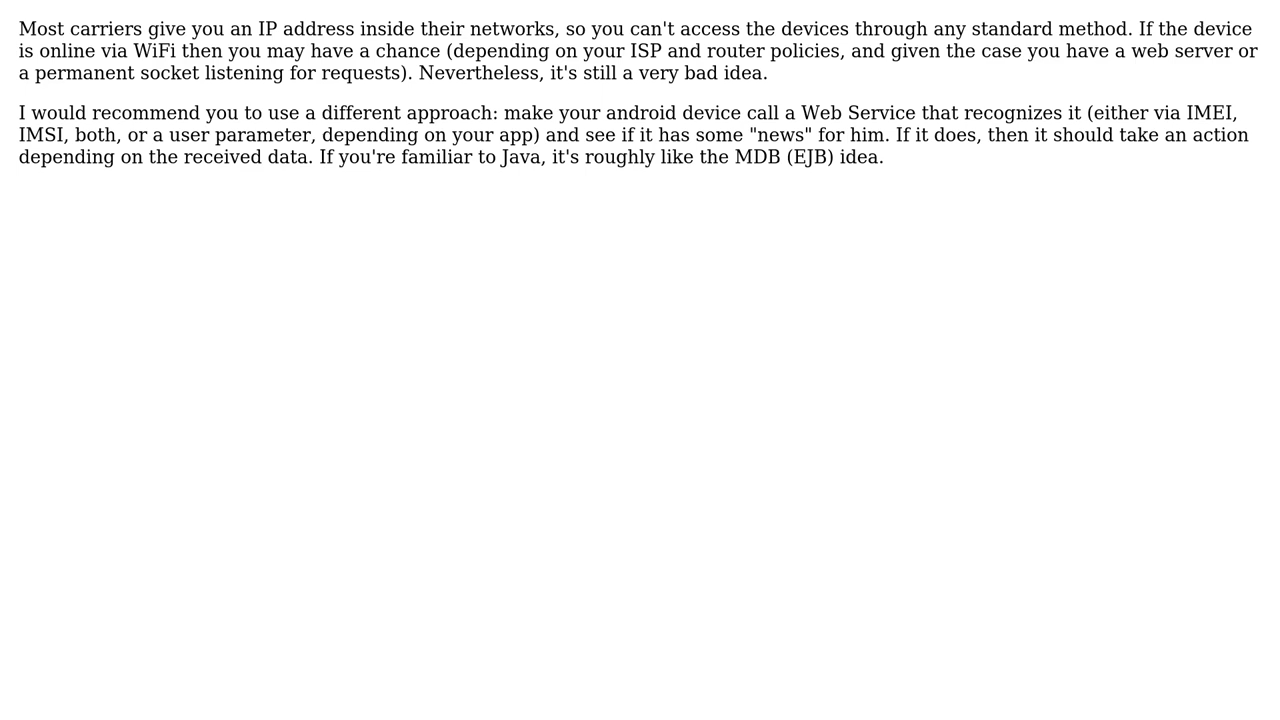 Most carriers give you an IP address inside their networks, so you can't access the devices through any standard method. If the device
is online via WiFi then you may have a chance (depending on your ISP and router policies, and given the case you have a web server or
a permanent socket listening for requests). Nevertheless, it's still a very bad idea.
I would recommend you to use a different approach: make your android device call a Web Service that recognizes it (either via IMEI,
IMSI, both, or a user parameter, depending on your app) and see if it has some "news" for him. If it does, then it should take an action
depending on the received data. If you're familiar to Java, it's roughly like the MDB (EJB) idea.